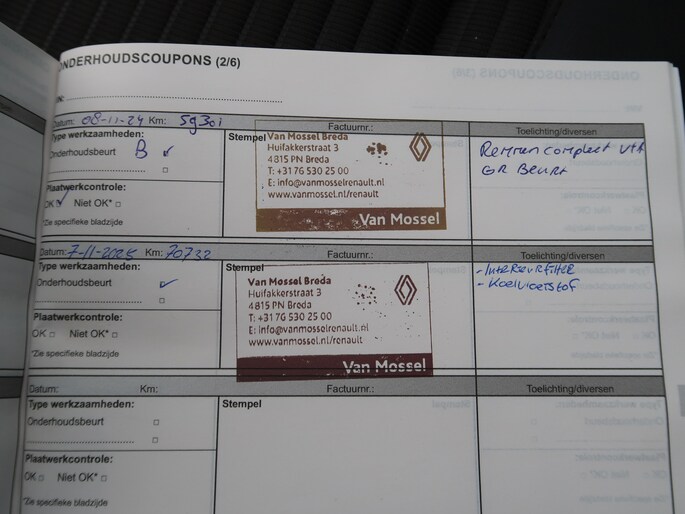 ONDERHOUDSCOUPONS (2/6)
Datum: 08-11-24 Km: 59301 Factuurnr.: Toelichting/diversen
Type werkzaamheden:
Onderhoudsbeurt B ✓
Plaatwerkcontrole:
OK ✓ Niet OK*
*Zie specifieke bladzijde
Stempel
Van Mossel Breda
Huifakkerstraat 3
4815 PN Breda
T: +31 76 530 25 00
E: info@vanmosselrenault.nl
www.vanmossel.nl/renault
Van Mossel
Remmen compleet
GR Beurt
Datum: 7-11-2025 Km: 70732 Factuurnr.: Toelichting/diversen
Type werkzaamheden:
Onderhoudsbeurt ✓
Plaatwerkcontrole:
OK Niet OK*
*Zie specifieke bladzijde
Stempel
Van Mossel Breda
Huifakkerstraat 3
4815 PN Breda
T: +31 76 530 25 00
E: info@vanmosselrenault.nl
www.vanmossel.nl/renault
Van Mossel
- Interieurfilter
- Koelvloeistof
Datum: Km: Factuurnr.: Toelichting/diversen
Type werkzaamheden:
Onderhoudsbeurt
Plaatwerkcontrole:
OK Niet OK*
*Zie specifieke bladzijde
Stempel